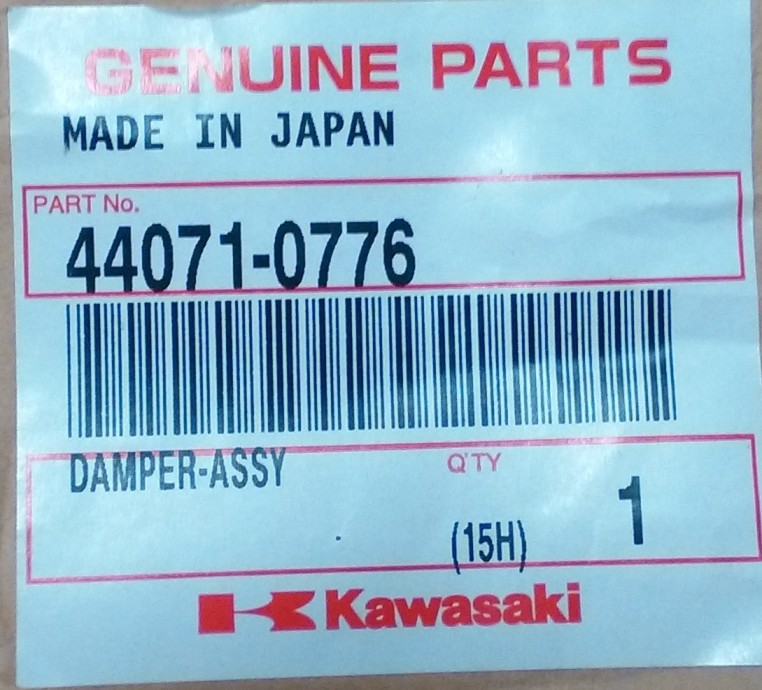 GENUINE PARTS
MADE IN JAPAN
PART No.
44071-0776
DAMPER-ASSY
Q'TY
(15H) 1
Kawasaki